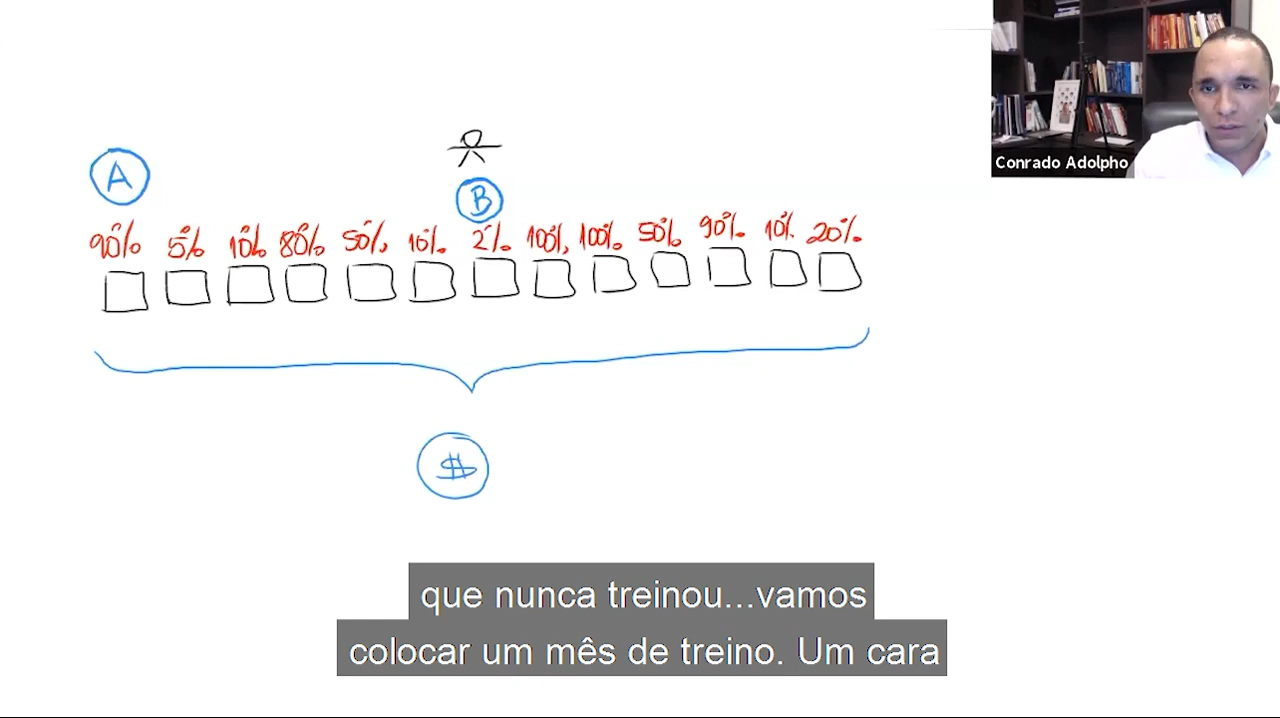 Conrado Adolpho
A
B
90% 5% 10% 80% 50% 10% 2% 100% 100% 50% 90% 10% 20%
$
que nunca treinou...vamos
colocar um mês de treino. Um cara